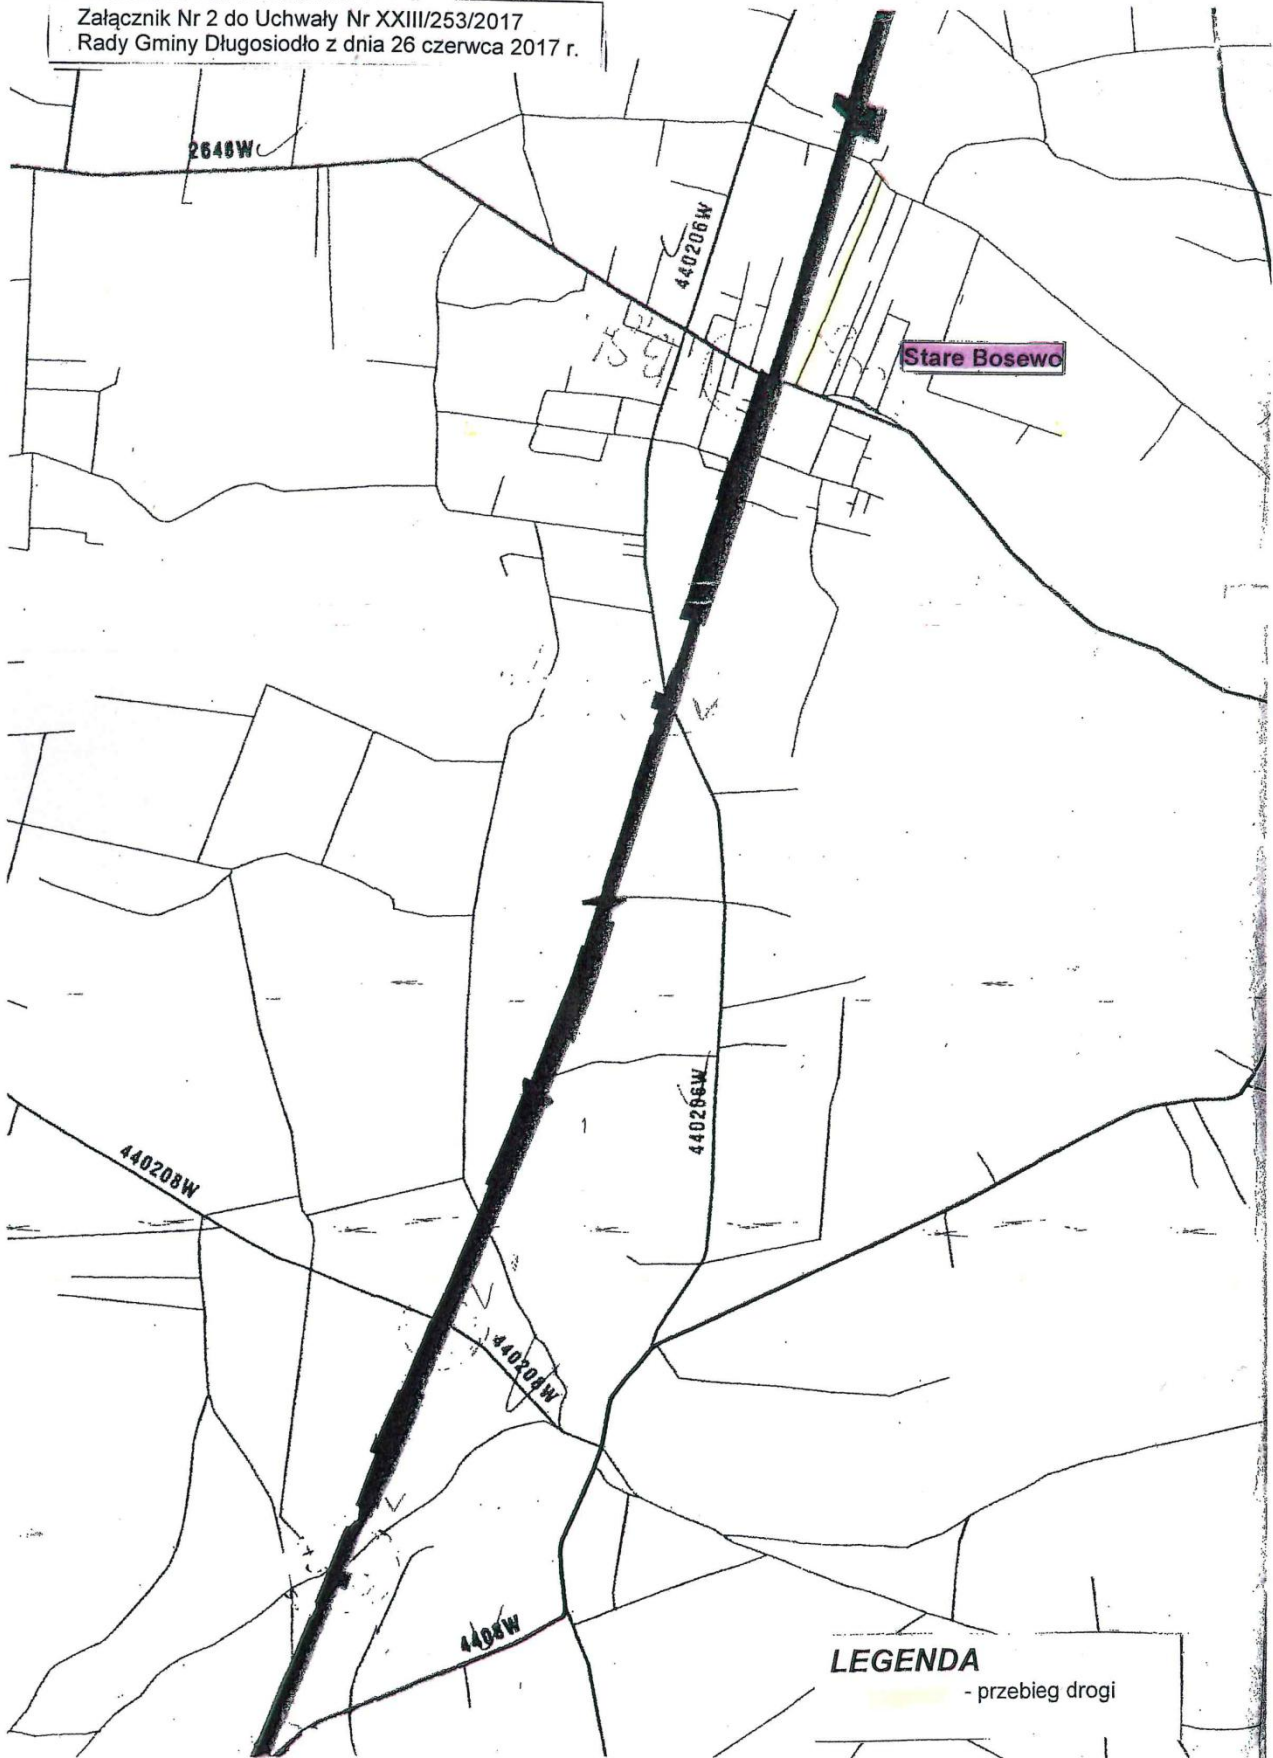 Załącznik Nr 2 do Uchwały Nr XXIII/253/2017
Rady Gminy Długosiodło z dnia 26 czerwca 2017 r.
2648W
440206W
Stare Bosewo
440206W
440208W
440208W
4408W
LEGENDA
- przebieg drogi